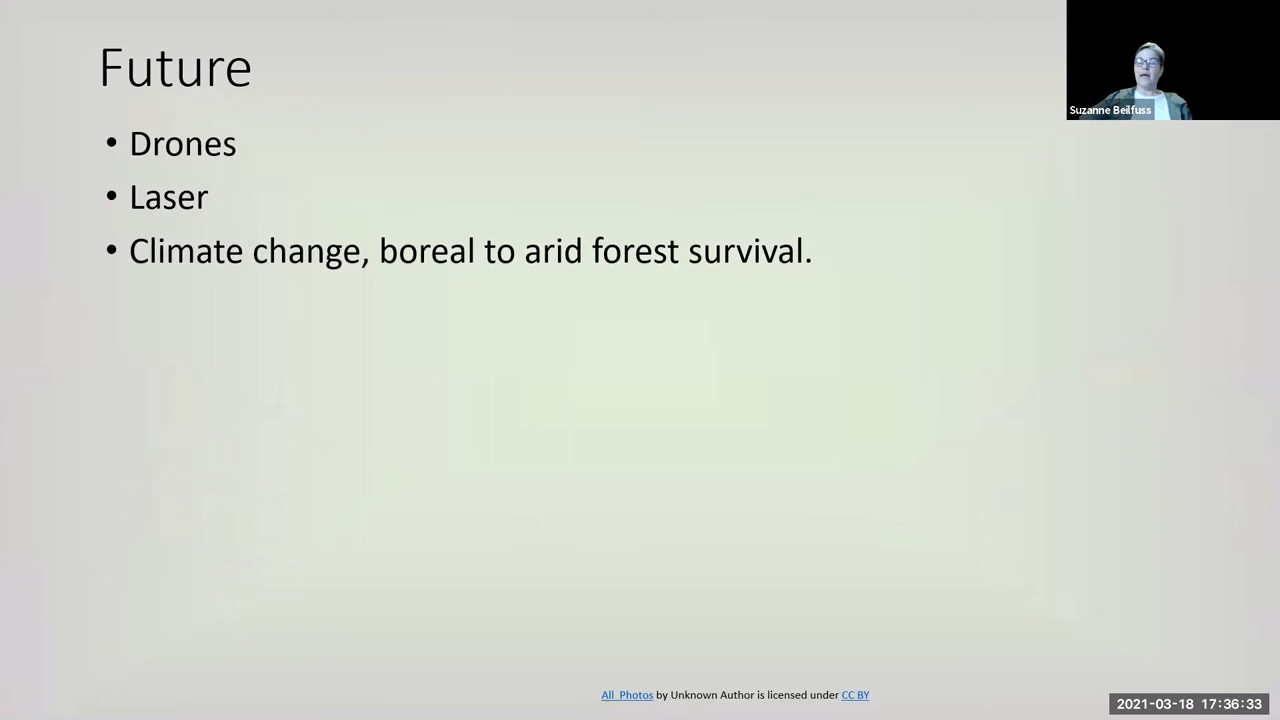 Future
• Drones
• Laser
• Climate change, boreal to arid forest survival.
Suzanne Beilfuss
All Photos by Unknown Author is licensed under CC BY
2021-03-18 17:36:33